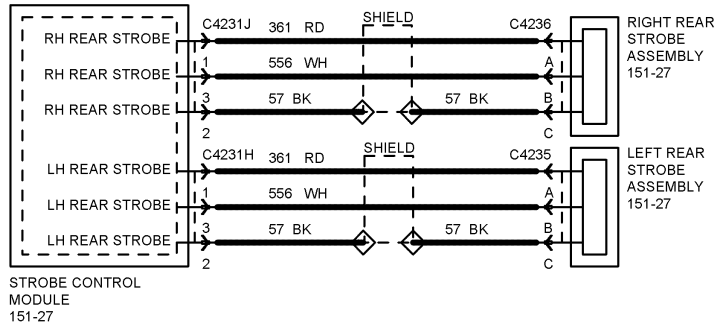 C4231J 361 RD SHIELD C4236 RIGHT REAR
RH REAR STROBE STROBE
1 556 WH A ASSEMBLY
RH REAR STROBE 151-27
3 57 BK 57 BK B
RH REAR STROBE
2 C
C4231H 361 RD SHIELD C4235 LEFT REAR
LH REAR STROBE STROBE
1 556 WH A ASSEMBLY
LH REAR STROBE 151-27
3 57 BK 57 BK B
LH REAR STROBE
2 C
STROBE CONTROL
MODULE
151-27